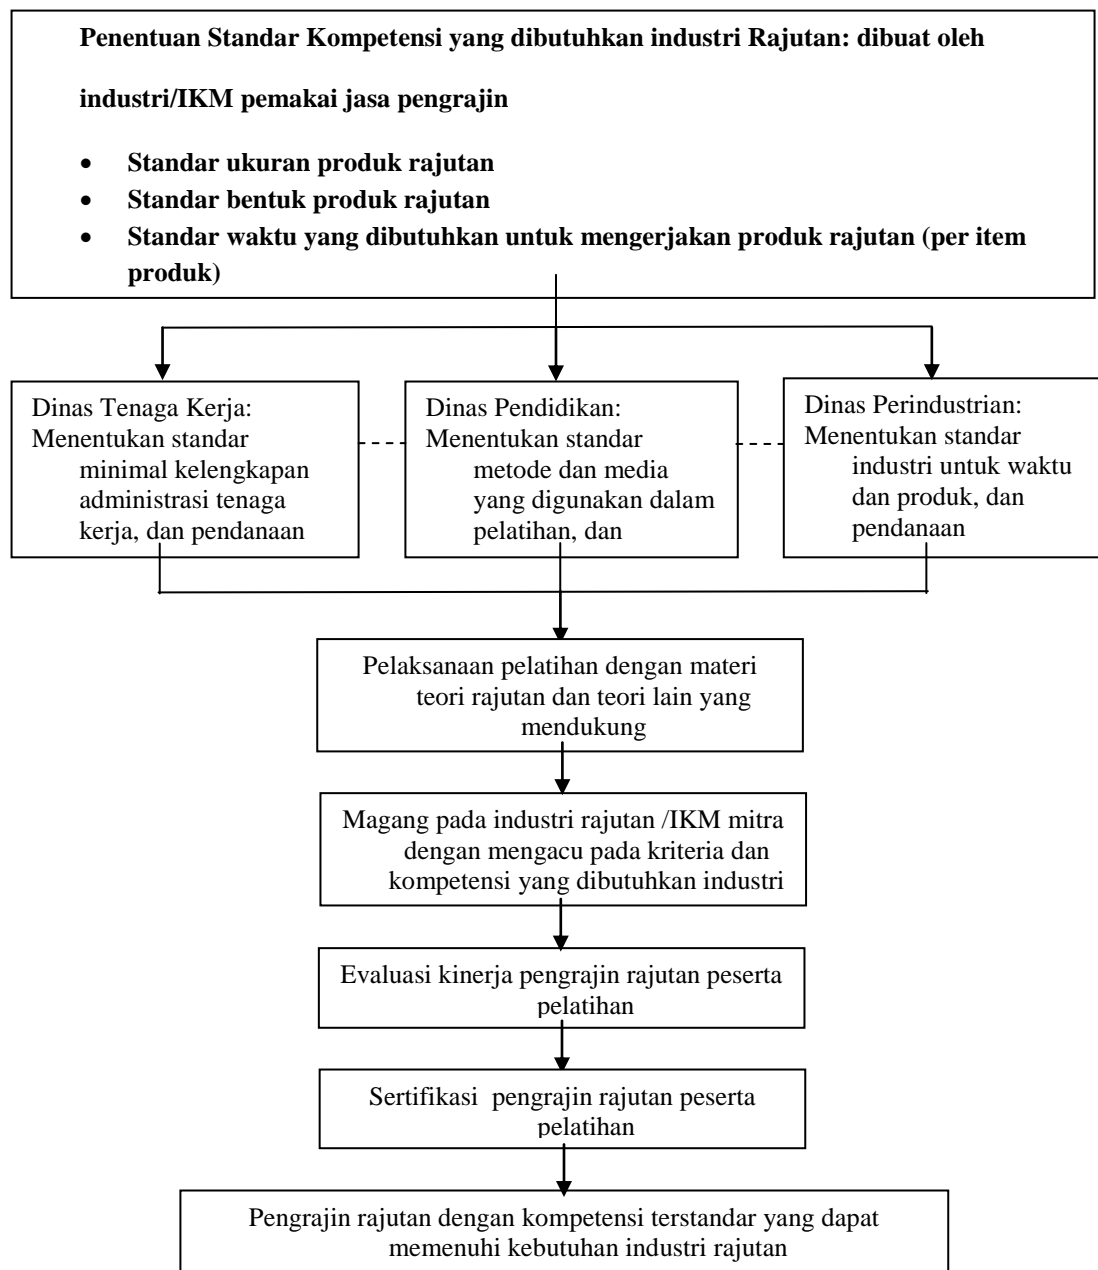 Penentuan Standar Kompetensi yang dibutuhkan industri Rajutan: dibuat oleh
industri/IKM pemakai jasa pengrajin
• Standar ukuran produk rajutan
• Standar bentuk produk rajutan
• Standar waktu yang dibutuhkan untuk mengerjakan produk rajutan (per item
produk)
Dinas Tenaga Kerja:
Menentukan standar
minimal kelengkapan
administrasi tenaga
kerja, dan pendanaan
Dinas Pendidikan:
Menentukan standar
metode dan media
yang digunakan dalam
pelatihan, dan
Dinas Perindustrian:
Menentukan standar
industri untuk waktu
dan produk, dan
pendanaan
Pelaksanaan pelatihan dengan materi
teori rajutan dan teori lain yang
mendukung
Magang pada industri rajutan /IKM mitra
dengan mengacu pada kriteria dan
kompetensi yang dibutuhkan industri
Evaluasi kinerja pengrajin rajutan peserta
pelatihan
Sertifikasi  pengrajin rajutan peserta
pelatihan
Pengrajin rajutan dengan kompetensi terstandar yang dapat
memenuhi kebutuhan industri rajutan